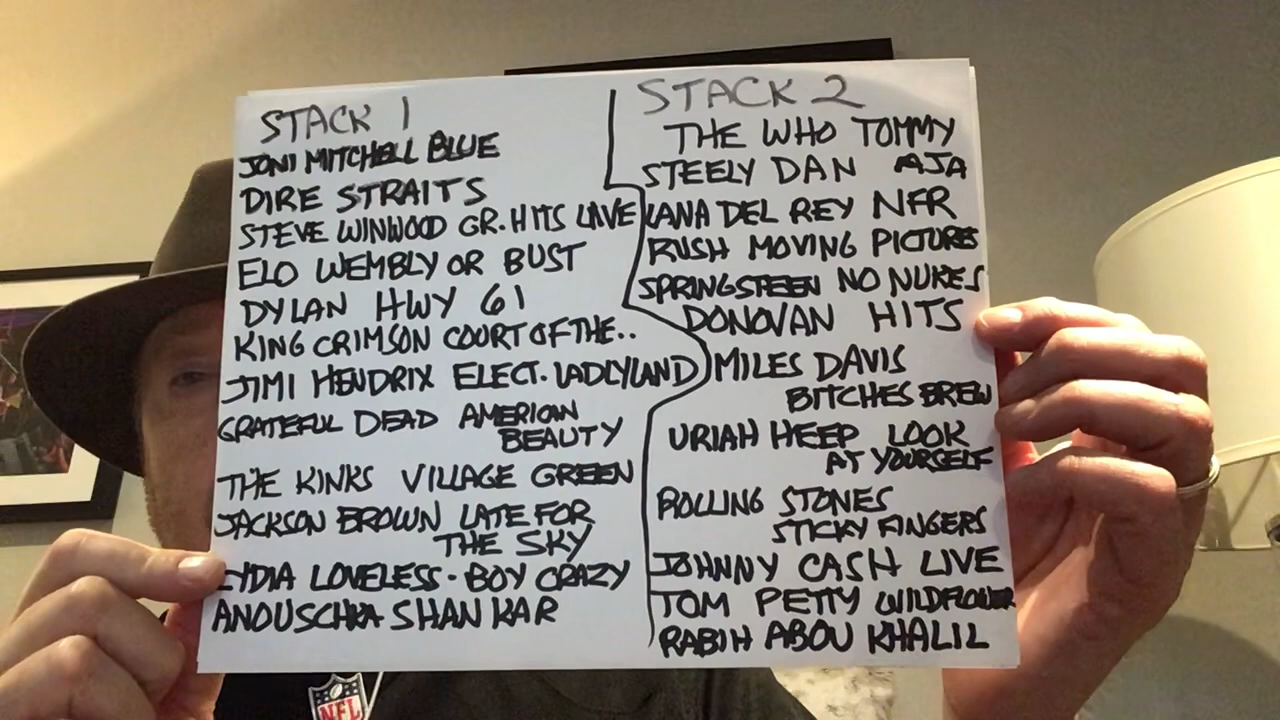 STACK 1
JONI MITCHELL BLUE
DIRE STRAITS
STEVE WINWOOD GR. HITS LIVE
ELO WEMBLY OR BUST
DYLAN HWY 61
KING CRIMSON COURT OF THE..
JIMI HENDRIX ELECT. LADLYLAND
GRATEFUL DEAD AMERICAN
BEAUTY
THE KINKS VILLAGE GREEN
JACKSON BROWN LATE FOR
THE SKY
LYDIA LOVELESS - BOY CRAZY
ANOUSCHKA SHANKAR
STACK 2
THE WHO TOMMY
STEELY DAN AJA
LANA DEL REY NFR
RUSH MOVING PICTURES
SPRINGSTEEN NO NUKES
DONOVAN HITS
MILES DAVIS
BITCHES BREW
URIAH HEEP LOOK
AT YOURSELF
ROLLING STONES
STICKY FINGERS
JOHNNY CASH LIVE
TOM PETTY WILDFLOWER
RABIH ABOU KHALIL
NFL